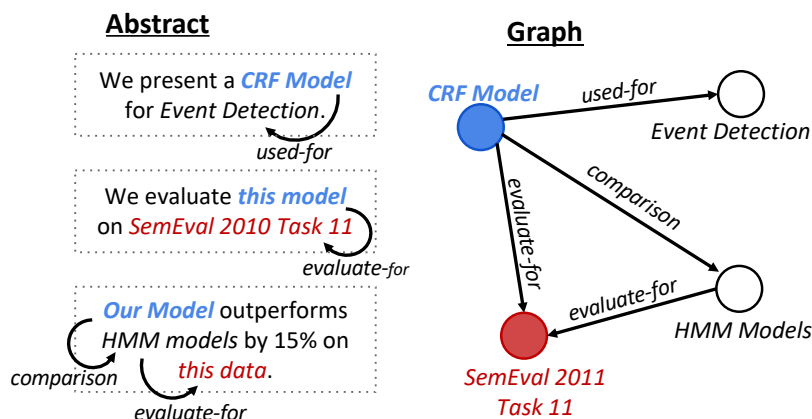 Abstract
We present a CRF Model
for Event Detection.
used-for
We evaluate this model
on SemEval 2010 Task 11
evaluate-for
Our Model outperforms
HMM models by 15% on
this data.
comparison
evaluate-for
Graph
CRF Model
used-for
Event Detection
comparison
evaluate-for
evaluate-for
HMM Models
SemEval 2011
Task 11